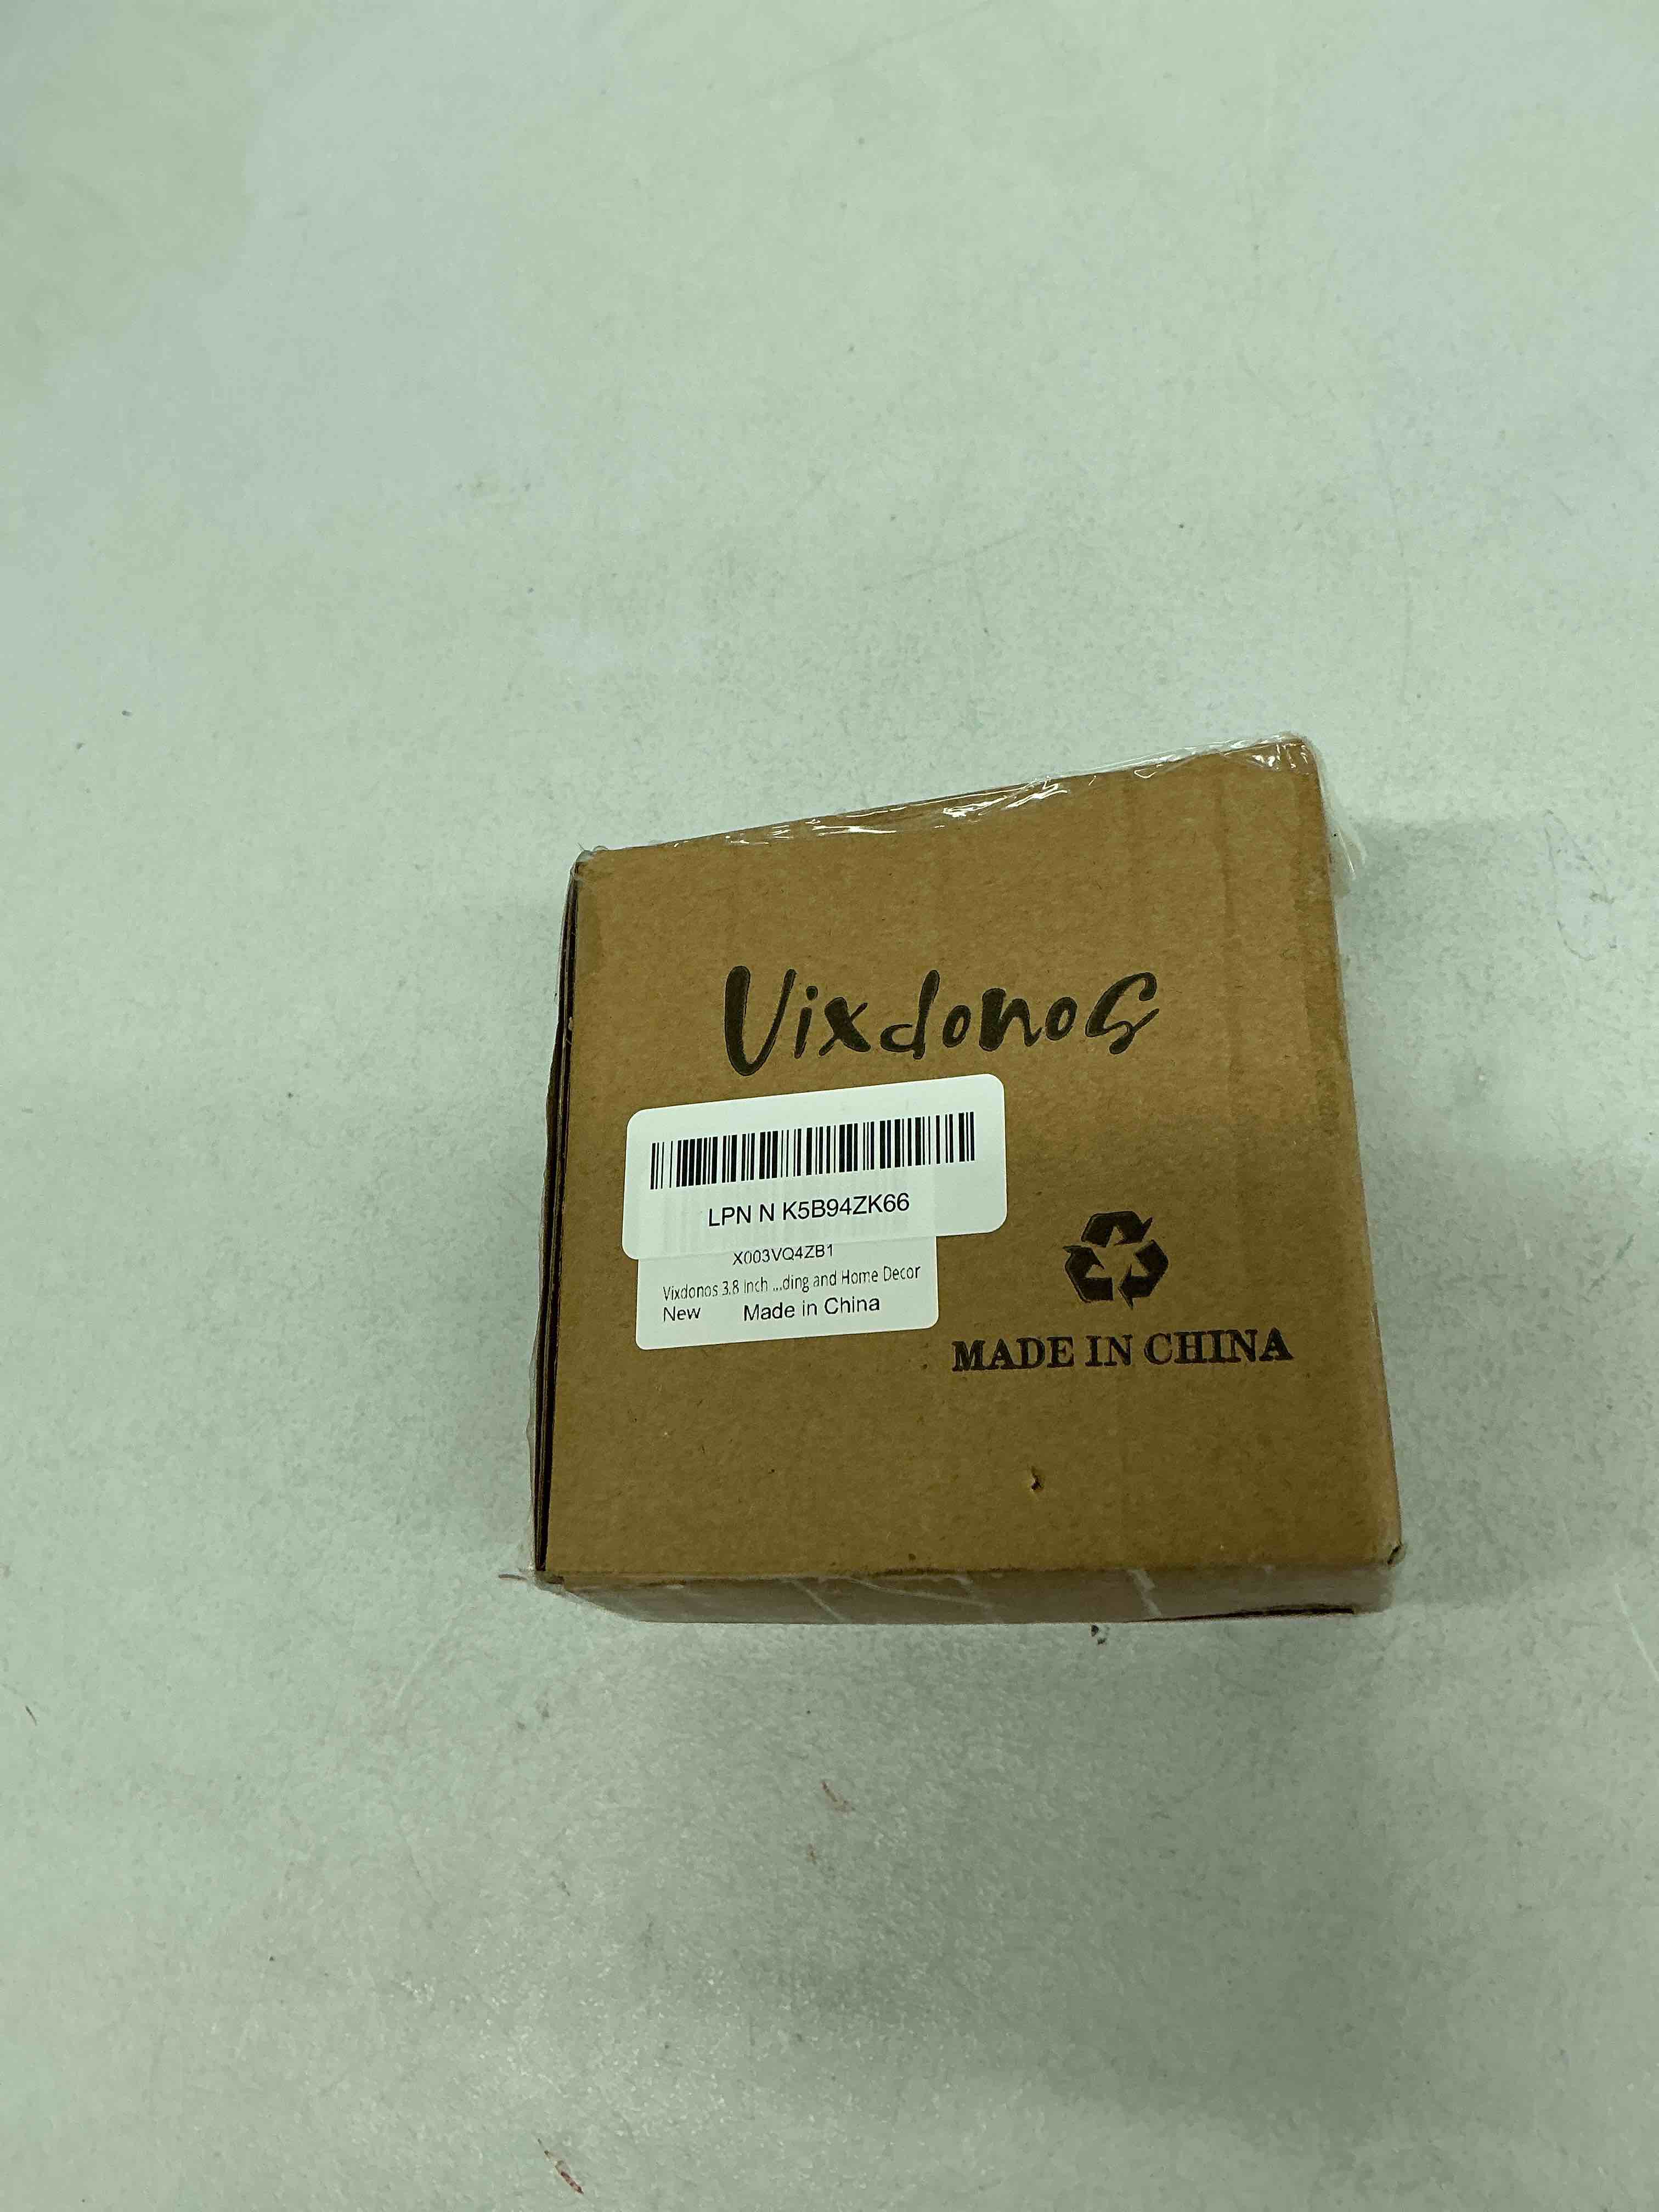 Vixdonos
LPN N K5B94ZK66
X003VQ4ZB1
Vixdonos 3.8 Inch ...ding and Home Decor
New Made in China
MADE IN CHINA